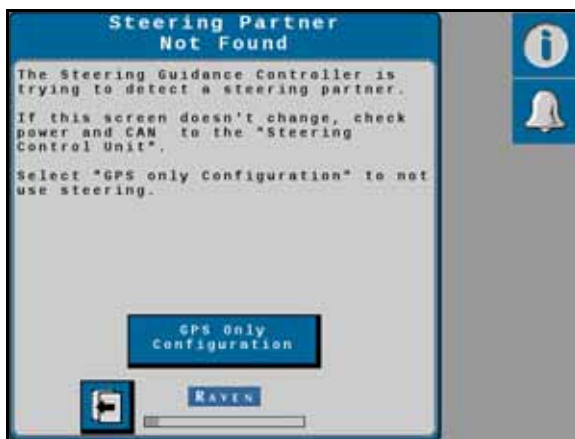 Steering Partner
Not Found
The Steering Guidance Controller is
trying to detect a steering partner.
If this screen doesn't change, check
power and CAN to the "Steering
Control Unit".
Select "GPS only Configuration" to not
use steering.
GPS Only
Configuration
RAVEN